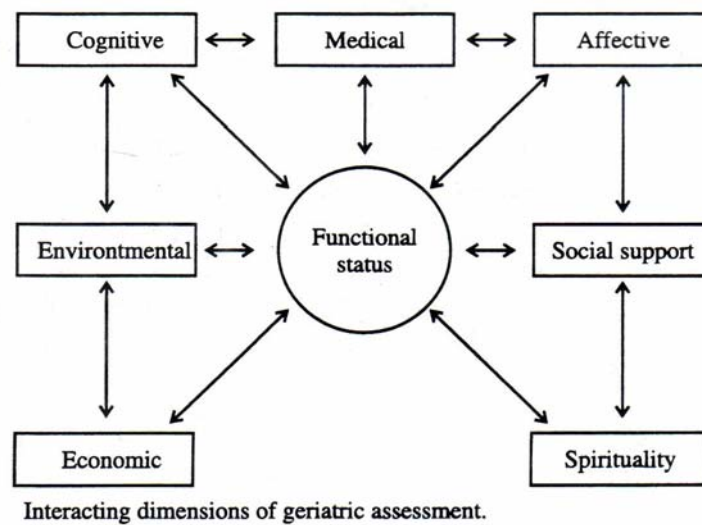 Cognitive
Medical
Affective
Environtmental
Functional
status
Social support
Economic
Spirituality
Interacting dimensions of geriatric assessment.